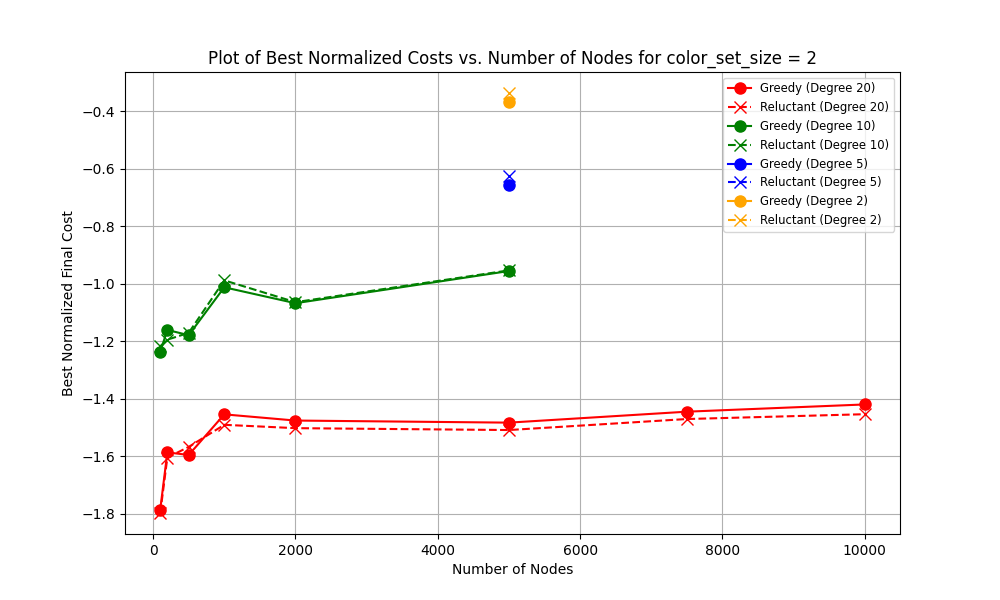 Plot of Best Normalized Costs vs. Number of Nodes for color_set_size = 2
Greedy (Degree 20)
Reluctant (Degree 20)
Greedy (Degree 10)
Reluctant (Degree 10)
Greedy (Degree 5)
Reluctant (Degree 5)
Greedy (Degree 2)
Reluctant (Degree 2)
Best Normalized Final Cost
−0.4
−0.6
−0.8
−1.0
−1.2
−1.4
−1.6
−1.8
0
2000
4000
6000
8000
10000
Number of Nodes